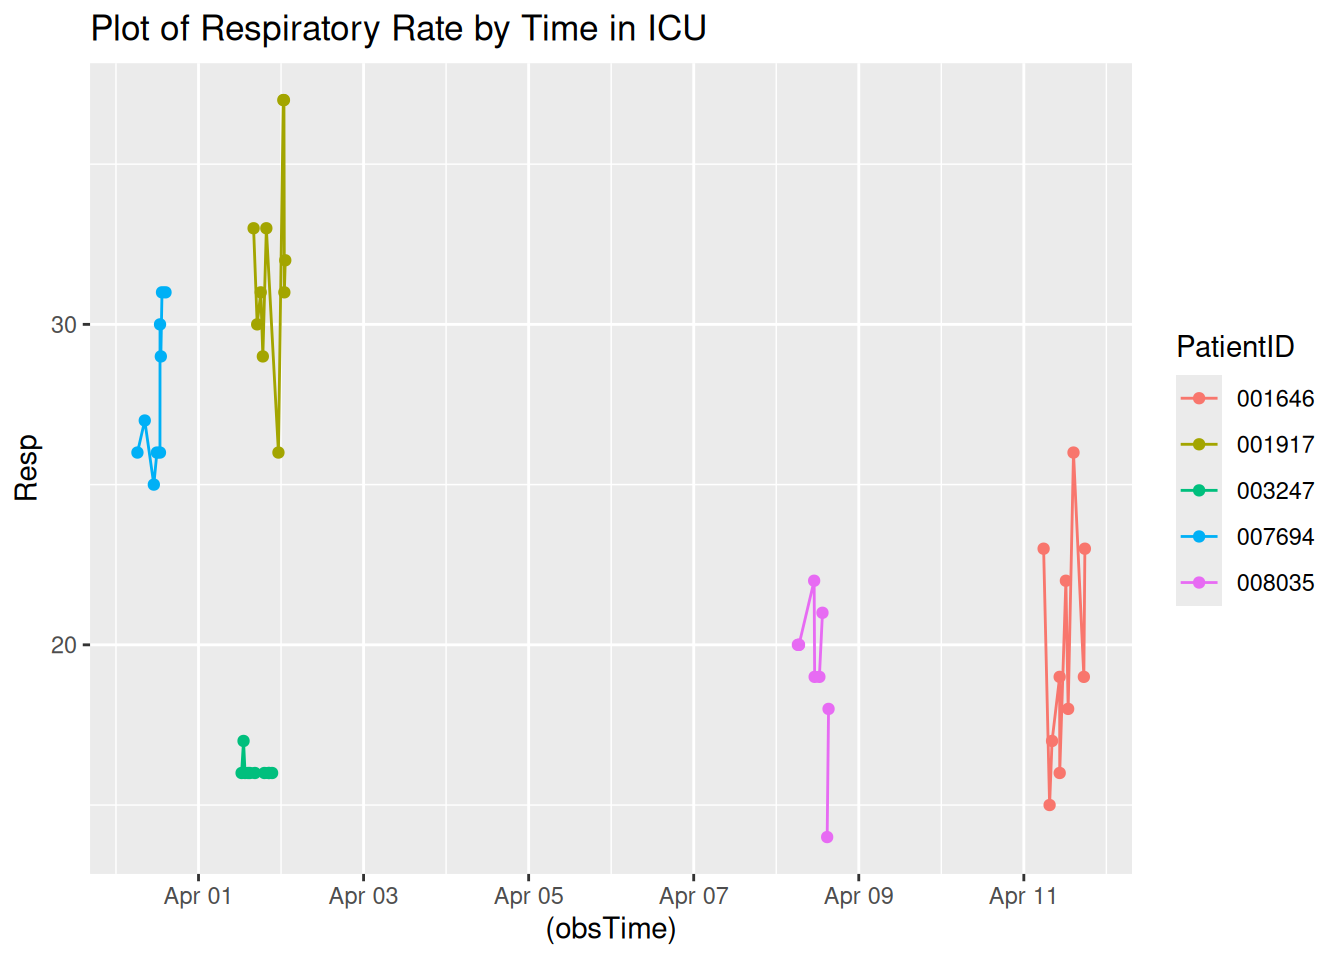 Plot of Respiratory Rate by Time in ICU
Resp
30
20
Apr 01
Apr 03
Apr 05
Apr 07
Apr 09
Apr 11
(obsTime)
PatientID
001646
001917
003247
007694
008035